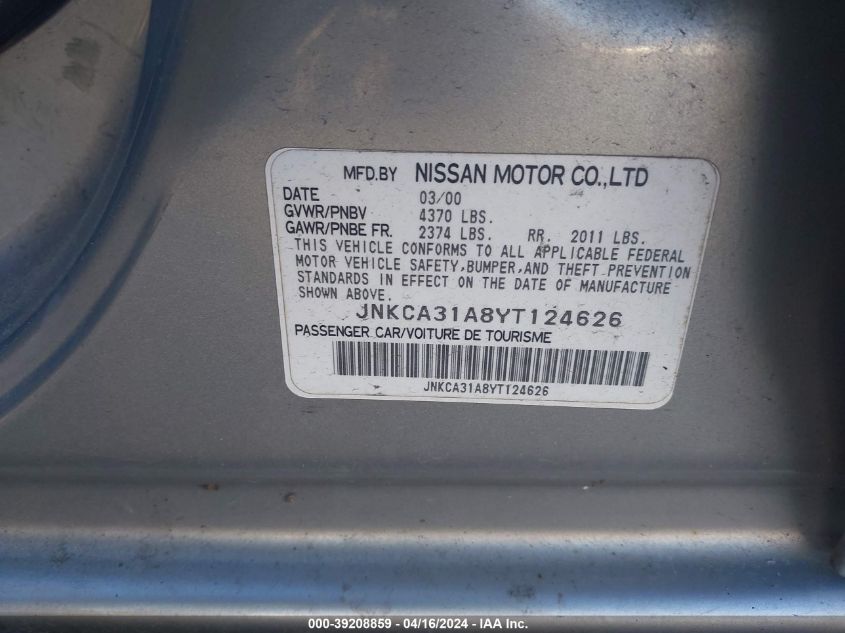 MFD.BY NISSAN MOTOR CO.,LTD
DATE 03/00
GVWR/PNBV 4370 LBS.
GAWR/PNBE FR. 2374 LBS. RR. 2011 LBS.
THIS VEHICLE CONFORMS TO ALL APPLICABLE FEDERAL
MOTOR VEHICLE SAFETY,BUMPER,AND THEFT PREVENTION
STANDARDS IN EFFECT ON THE DATE OF MANUFACTURE
SHOWN ABOVE.
JNKCA31A8YT124626
PASSENGER CAR/VOITURE DE TOURISME
JNKCA31A8YT124626
000-39208859 - 04/16/2024 - IAA Inc.